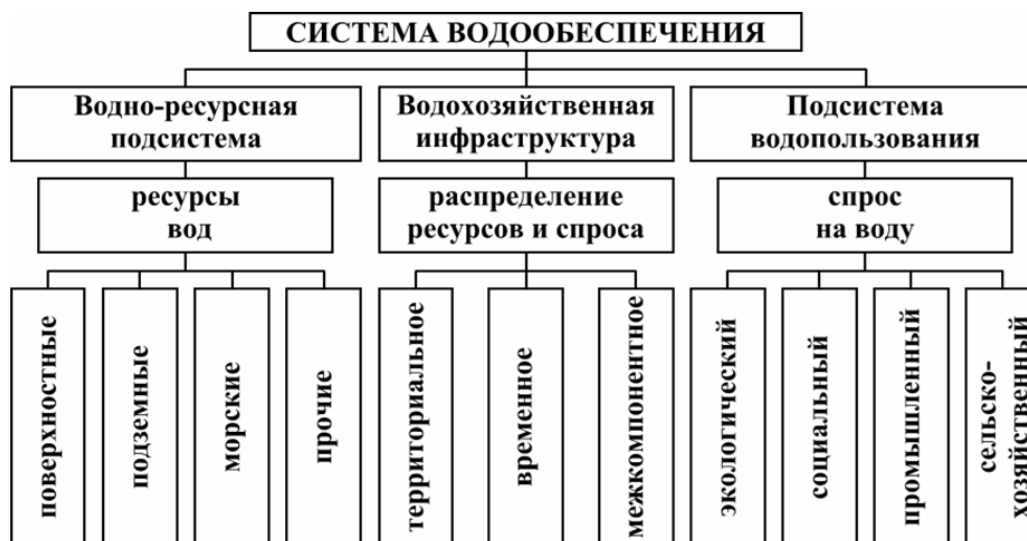 СИСТЕМА ВОДООБЕСПЕЧЕНИЯ
Водно-ресурсная
подсистема
Водохозяйственная
инфраструктура
Подсистема
водопользования
ресурсы
вод
распределение
ресурсов и спроса
спрос
на воду
поверхностные
подземные
морские
прочие
территориальное
временное
межкомпонентное
экологический
социальный
промышленный
сельско-
хозяйственный